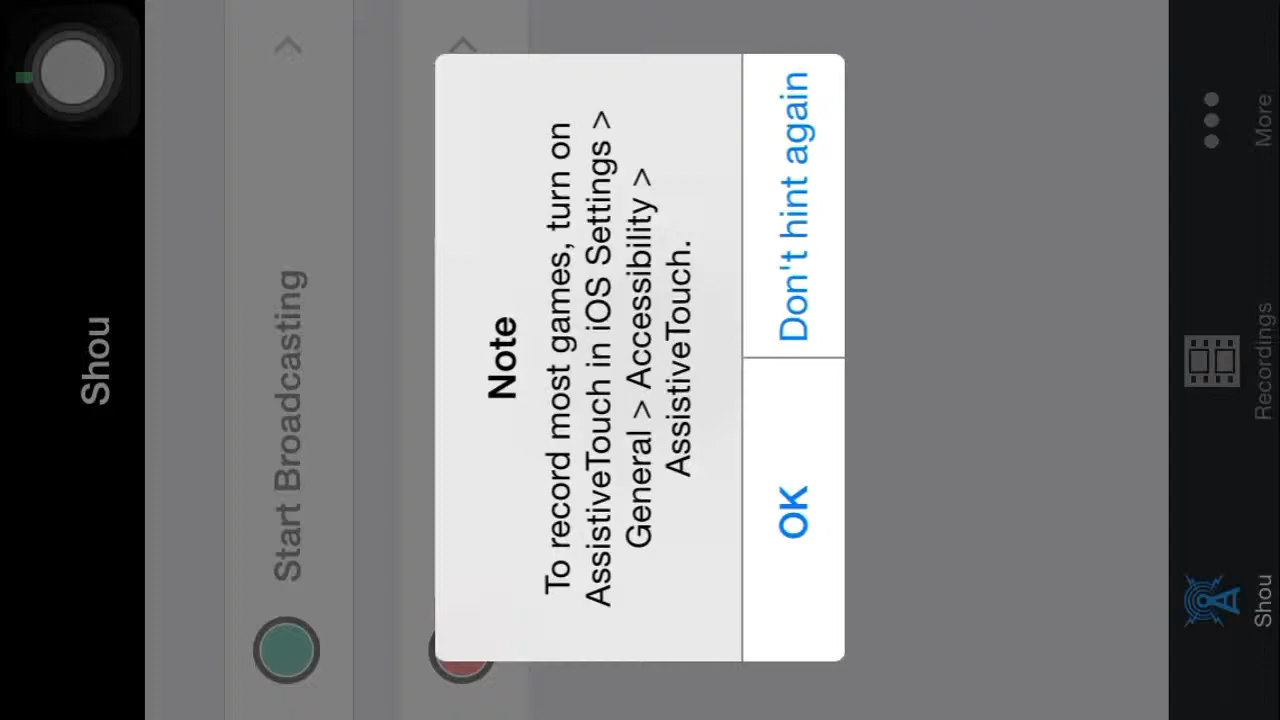 Shou
Start Broadcasting
Note
To record most games, turn on
AssistiveTouch in iOS Settings >
General > Accessibility >
AssistiveTouch.
OK
Don't hint again
Shou
Recordings
More